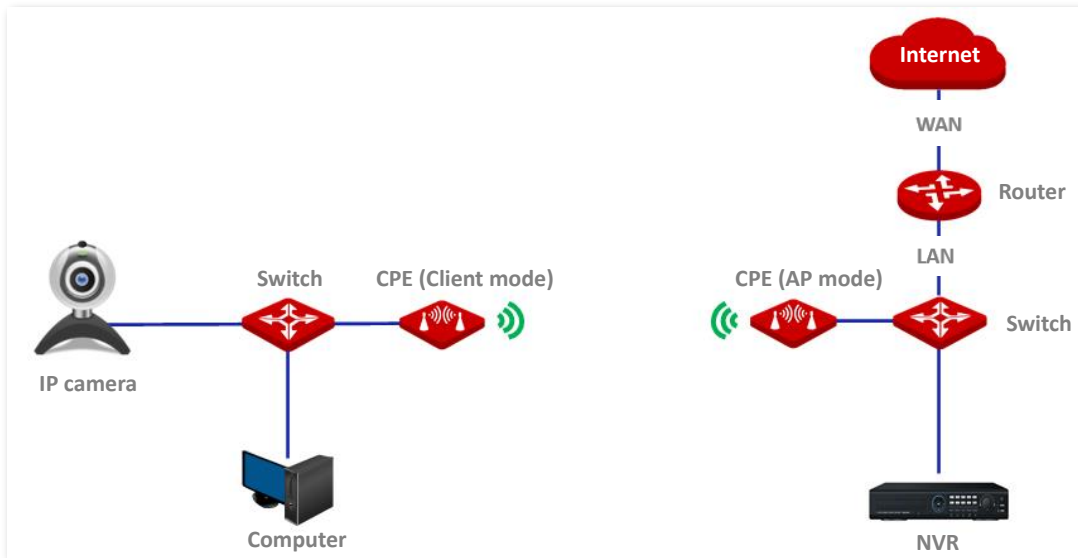 Internet
WAN
Router
LAN
Switch
CPE (Client mode)
CPE (AP mode)
Switch
IP camera
Computer
NVR